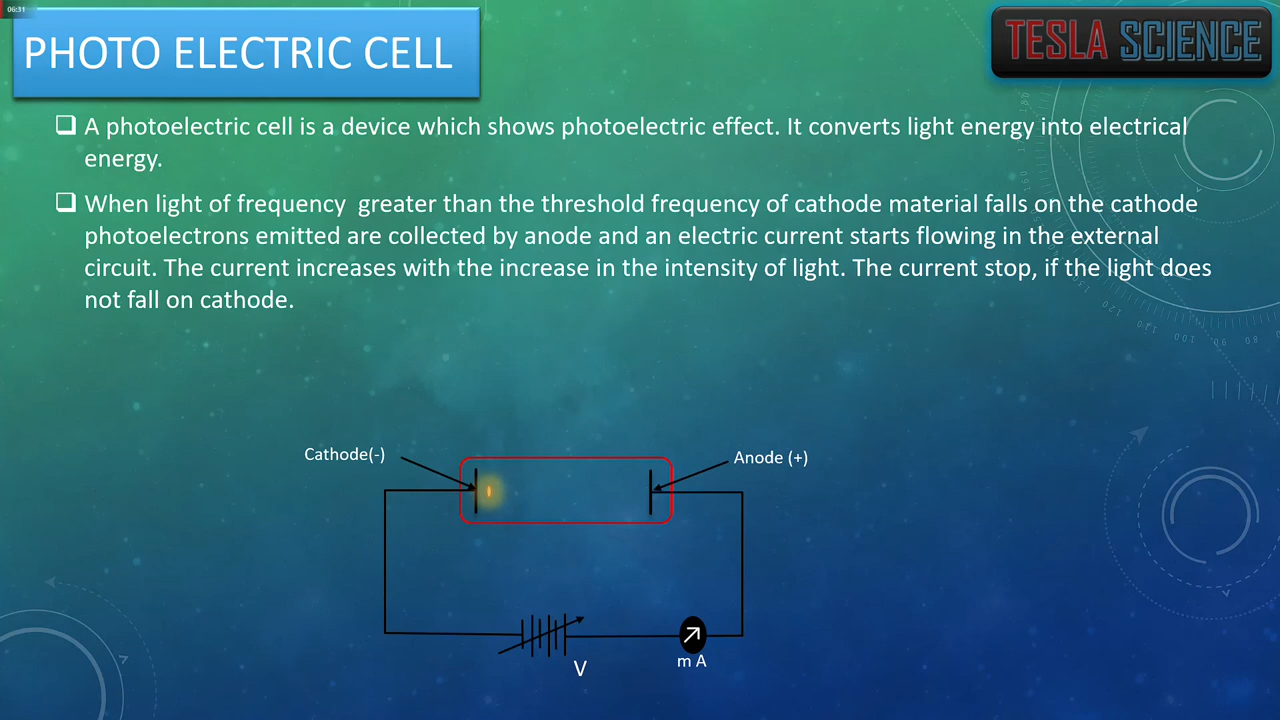 06:31
PHOTO ELECTRIC CELL
TESLA SCIENCE
A photoelectric cell is a device which shows photoelectric effect. It converts light energy into electrical
energy.
When light of frequency  greater than the threshold frequency of cathode material falls on the cathode
photoelectrons emitted are collected by anode and an electric current starts flowing in the external
circuit. The current increases with the increase in the intensity of light. The current stop, if the light does
not fall on cathode.
Cathode(-)
Anode (+)
V
m A